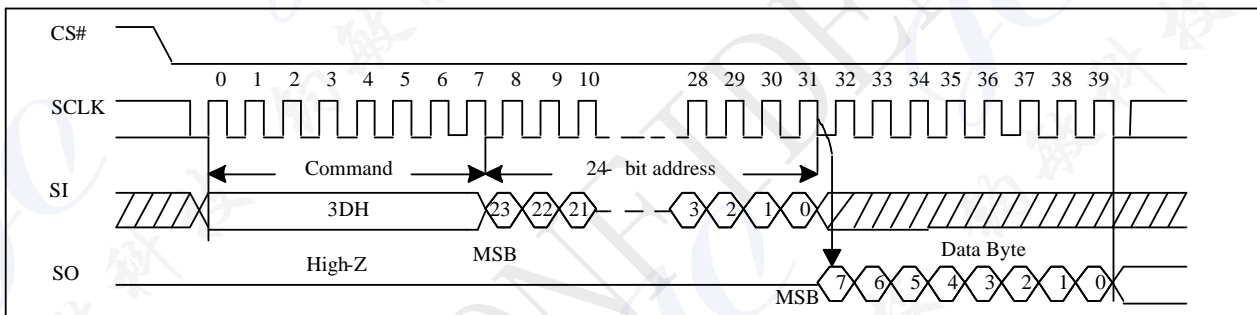 CS#
0 1 2 3 4 5 6 7 8 9 10 28 29 30 31 32 33 34 35 36 37 38 39
SCLK
Command 24- bit address
SI
3DH 23 22 21 3 2 1 0
MSB Data Byte
SO High-Z
MSB 7 6 5 4 3 2 1 0